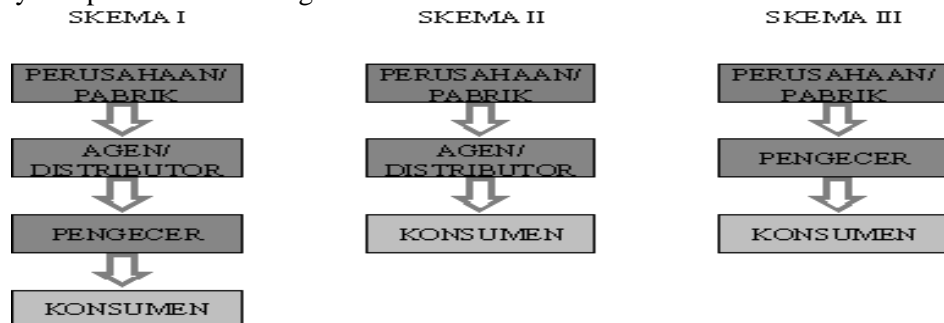 SKEMA I
SKEMA II
SKEMA III
PERUSAHAAN/
PABRIK
AGEN/
DISTRIBUTOR
PENGECER
KONSUMEN
PERUSAHAAN/
PABRIK
AGEN/
DISTRIBUTOR
KONSUMEN
PERUSAHAAN/
PABRIK
PENGECER
KONSUMEN